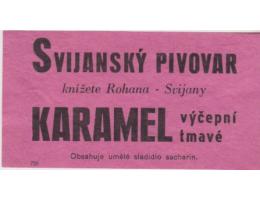 SVIJANSKÝ PIVOVAR
knížete Rohana - Svijany
KARAMEL výčepní
tmavé
Obsahuje umělé sladidlo sacharin.